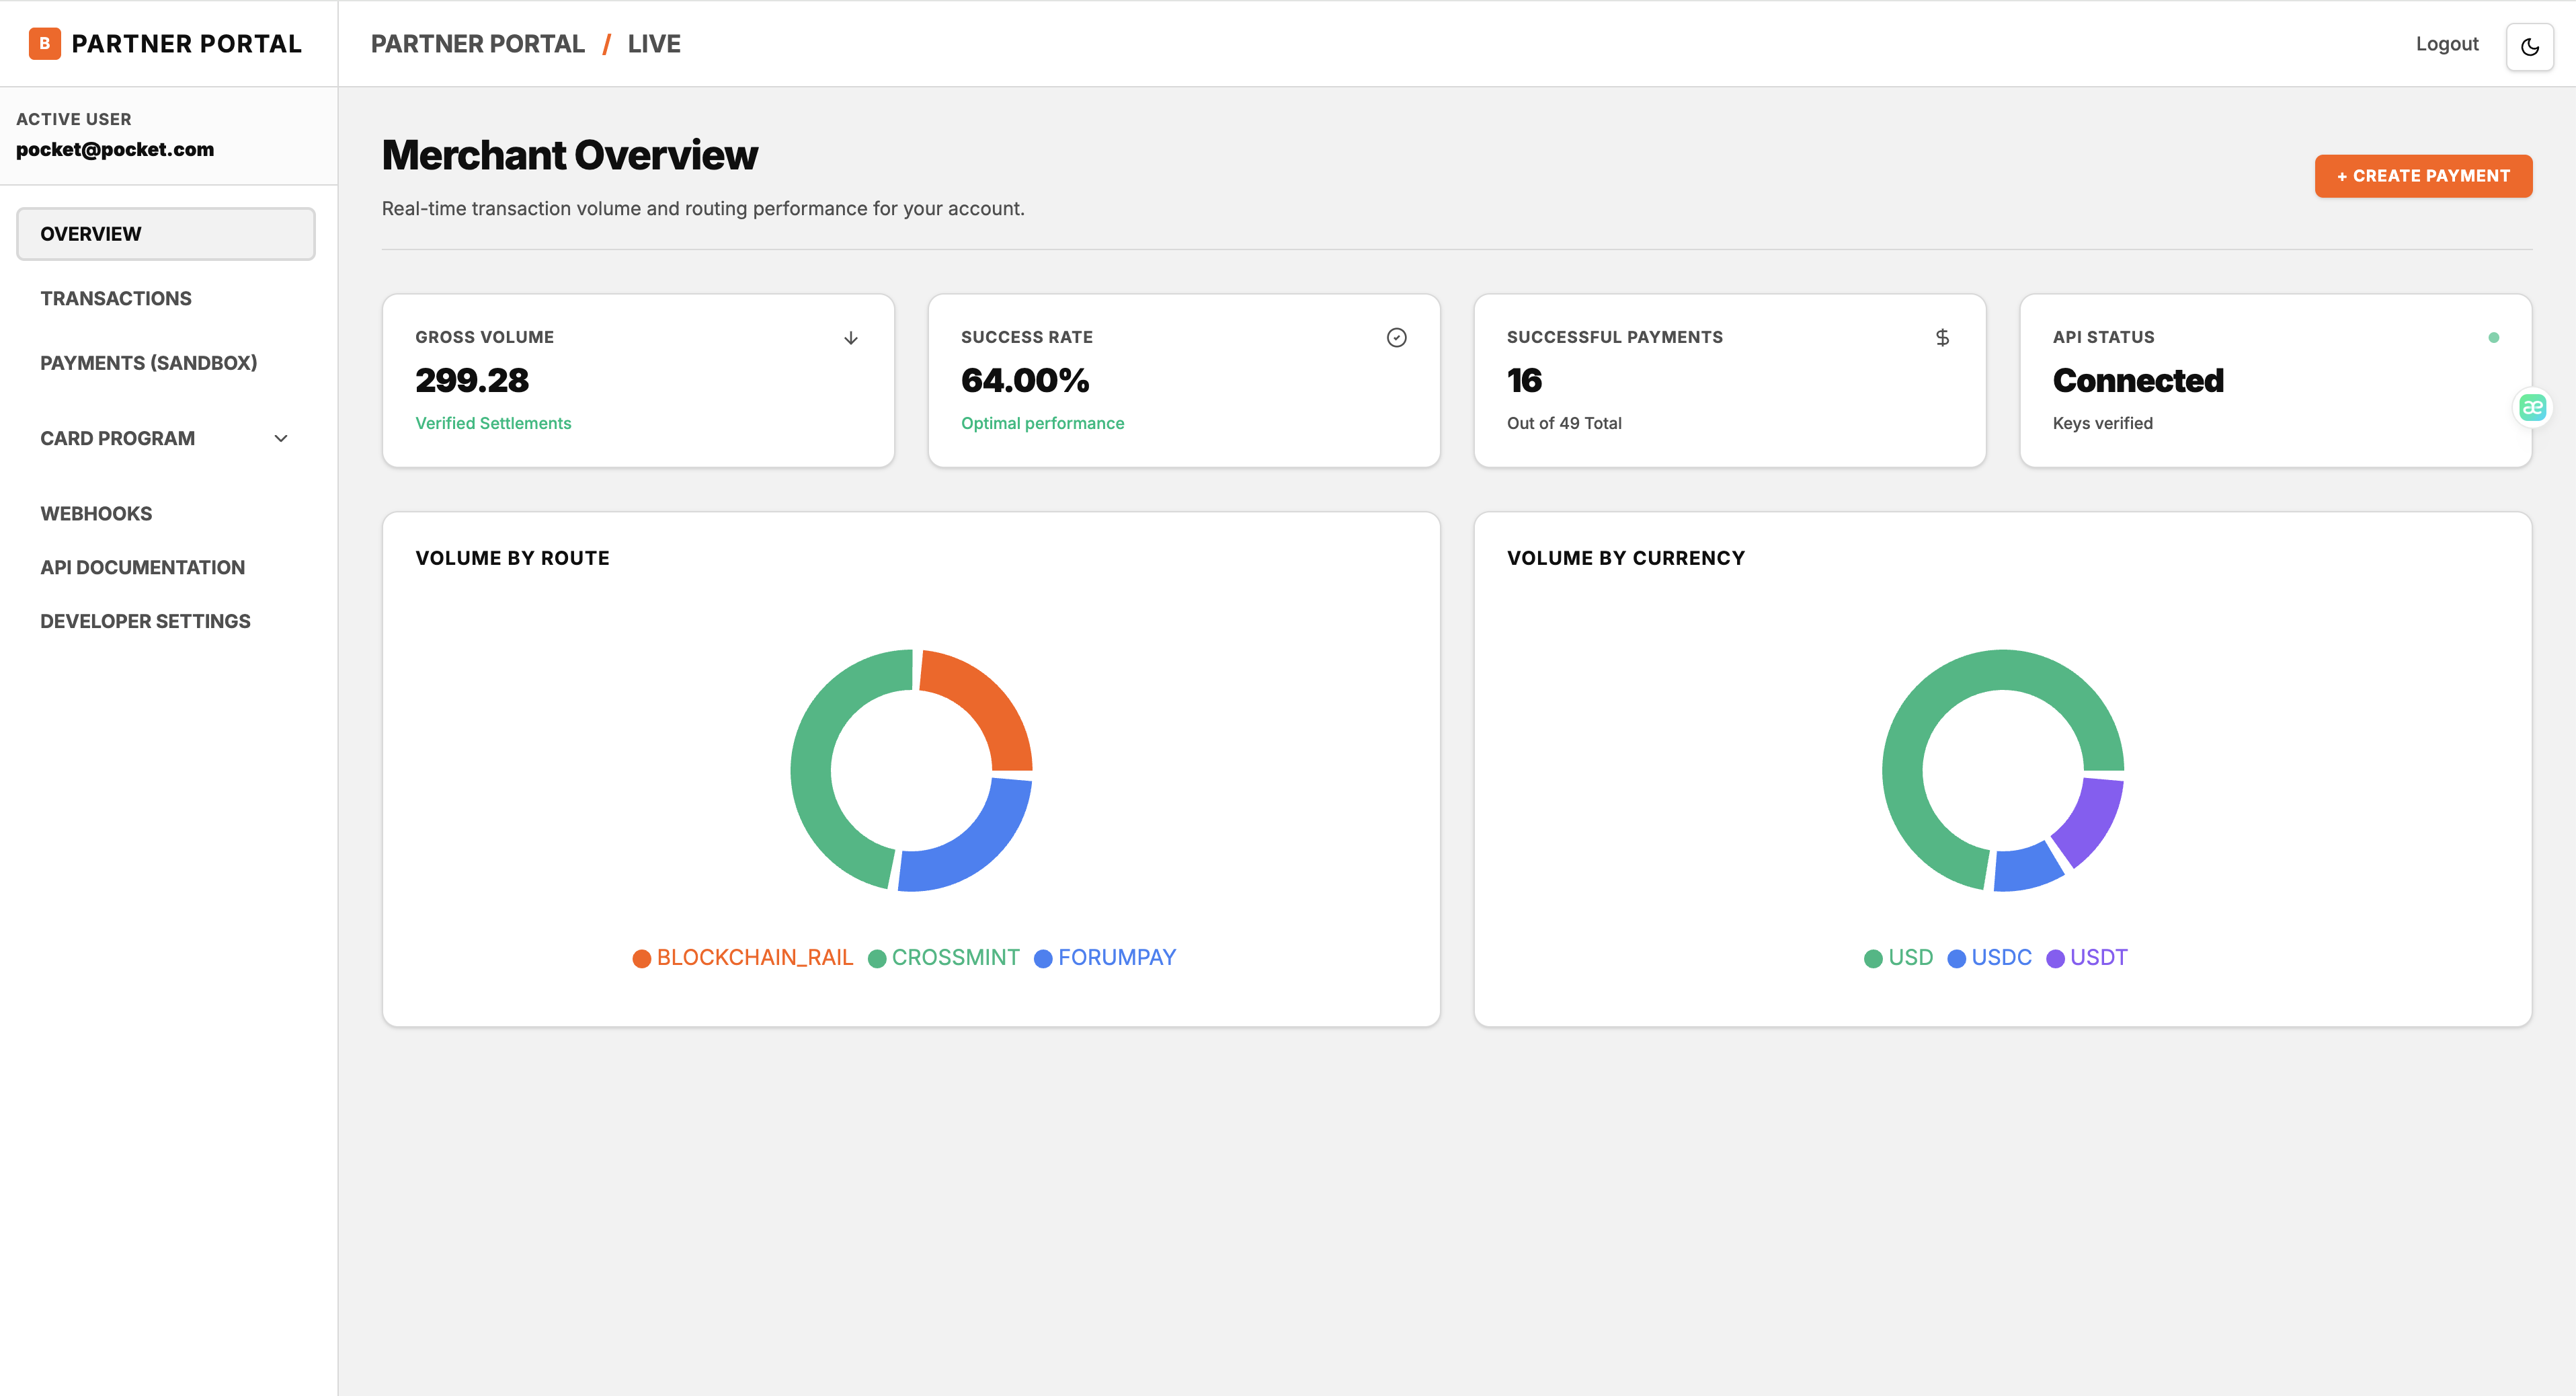 B PARTNER PORTAL
PARTNER PORTAL / LIVE
Logout
ACTIVE USER
pocket@pocket.com
OVERVIEW
TRANSACTIONS
PAYMENTS (SANDBOX)
CARD PROGRAM
WEBHOOKS
API DOCUMENTATION
DEVELOPER SETTINGS
Merchant Overview
Real-time transaction volume and routing performance for your account.
+ CREATE PAYMENT
GROSS VOLUME
299.28
Verified Settlements
SUCCESS RATE
64.00%
Optimal performance
SUCCESSFUL PAYMENTS
$
16
Out of 49 Total
API STATUS
Connected
Keys verified
æ
VOLUME BY ROUTE
BLOCKCHAIN_RAIL CROSSMINT FORUMPAY
VOLUME BY CURRENCY
USD USDC USDT